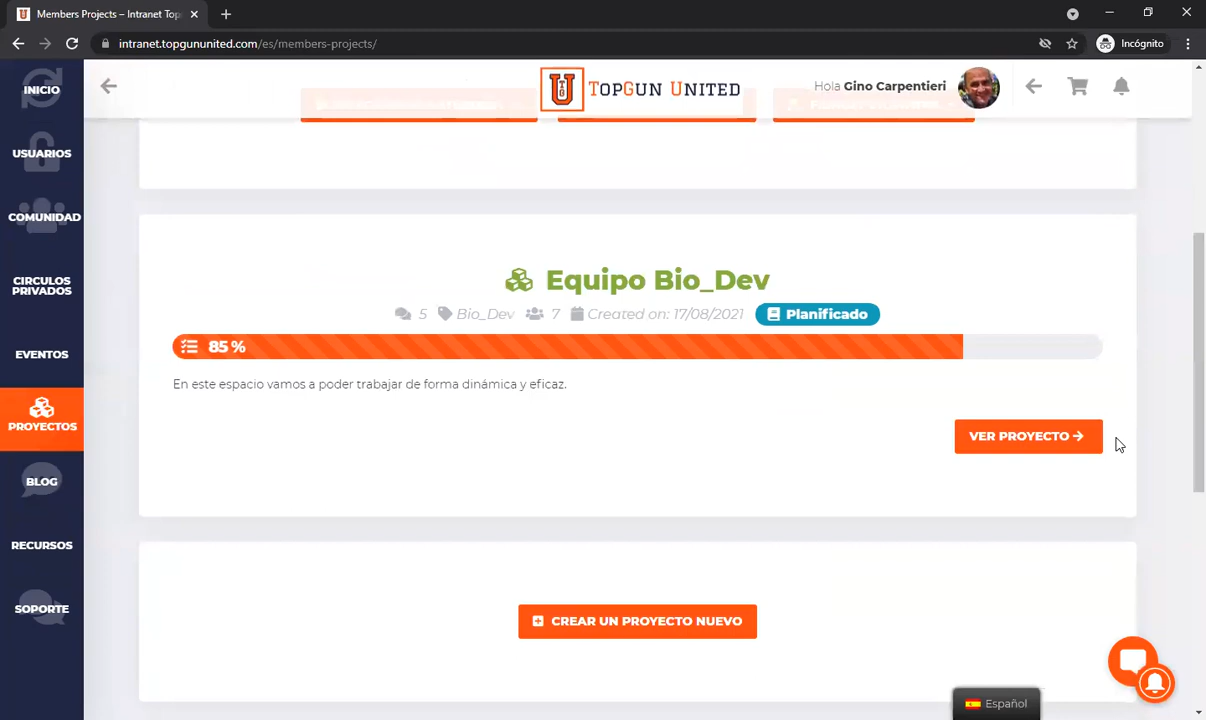 Members Projects – Intranet Top
intranet.topgununited.com/es/members-projects/
Incógnito
INICIO
USUARIOS
COMUNIDAD
CIRCULOS
PRIVADOS
EVENTOS
PROYECTOS
BLOG
RECURSOS
SOPORTE
TOPGUN UNITED
Hola Gino Carpentieri
Equipo Bio_Dev
5 Bio_Dev 7 Created on: 17/08/2021 Planificado
85 %
En este espacio vamos a poder trabajar de forma dinámica y eficaz.
VER PROYECTO
CREAR UN PROYECTO NUEVO
Español